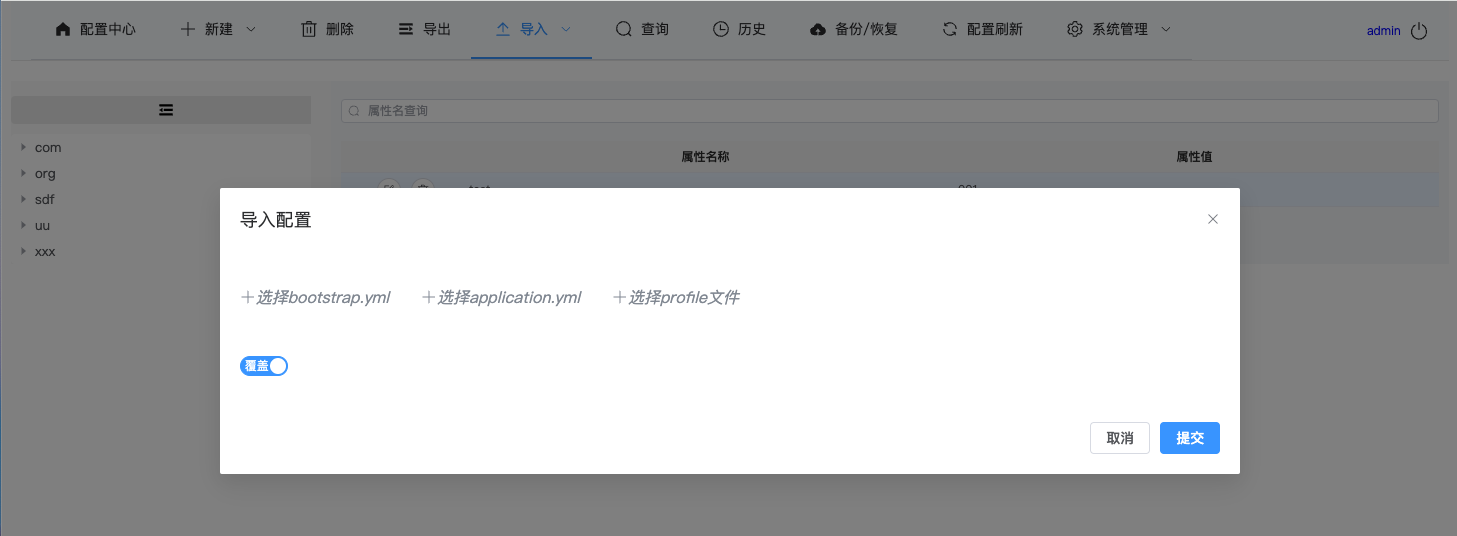 配置中心 新建 删除 导出 导入 查询 历史 备份/恢复 配置刷新 系统管理 admin
属性名查询
com
org
sdf
uu
xxx
属性名称 属性值
导入配置
选择bootstrap.yml 选择application.yml 选择profile文件
覆盖
取消 提交